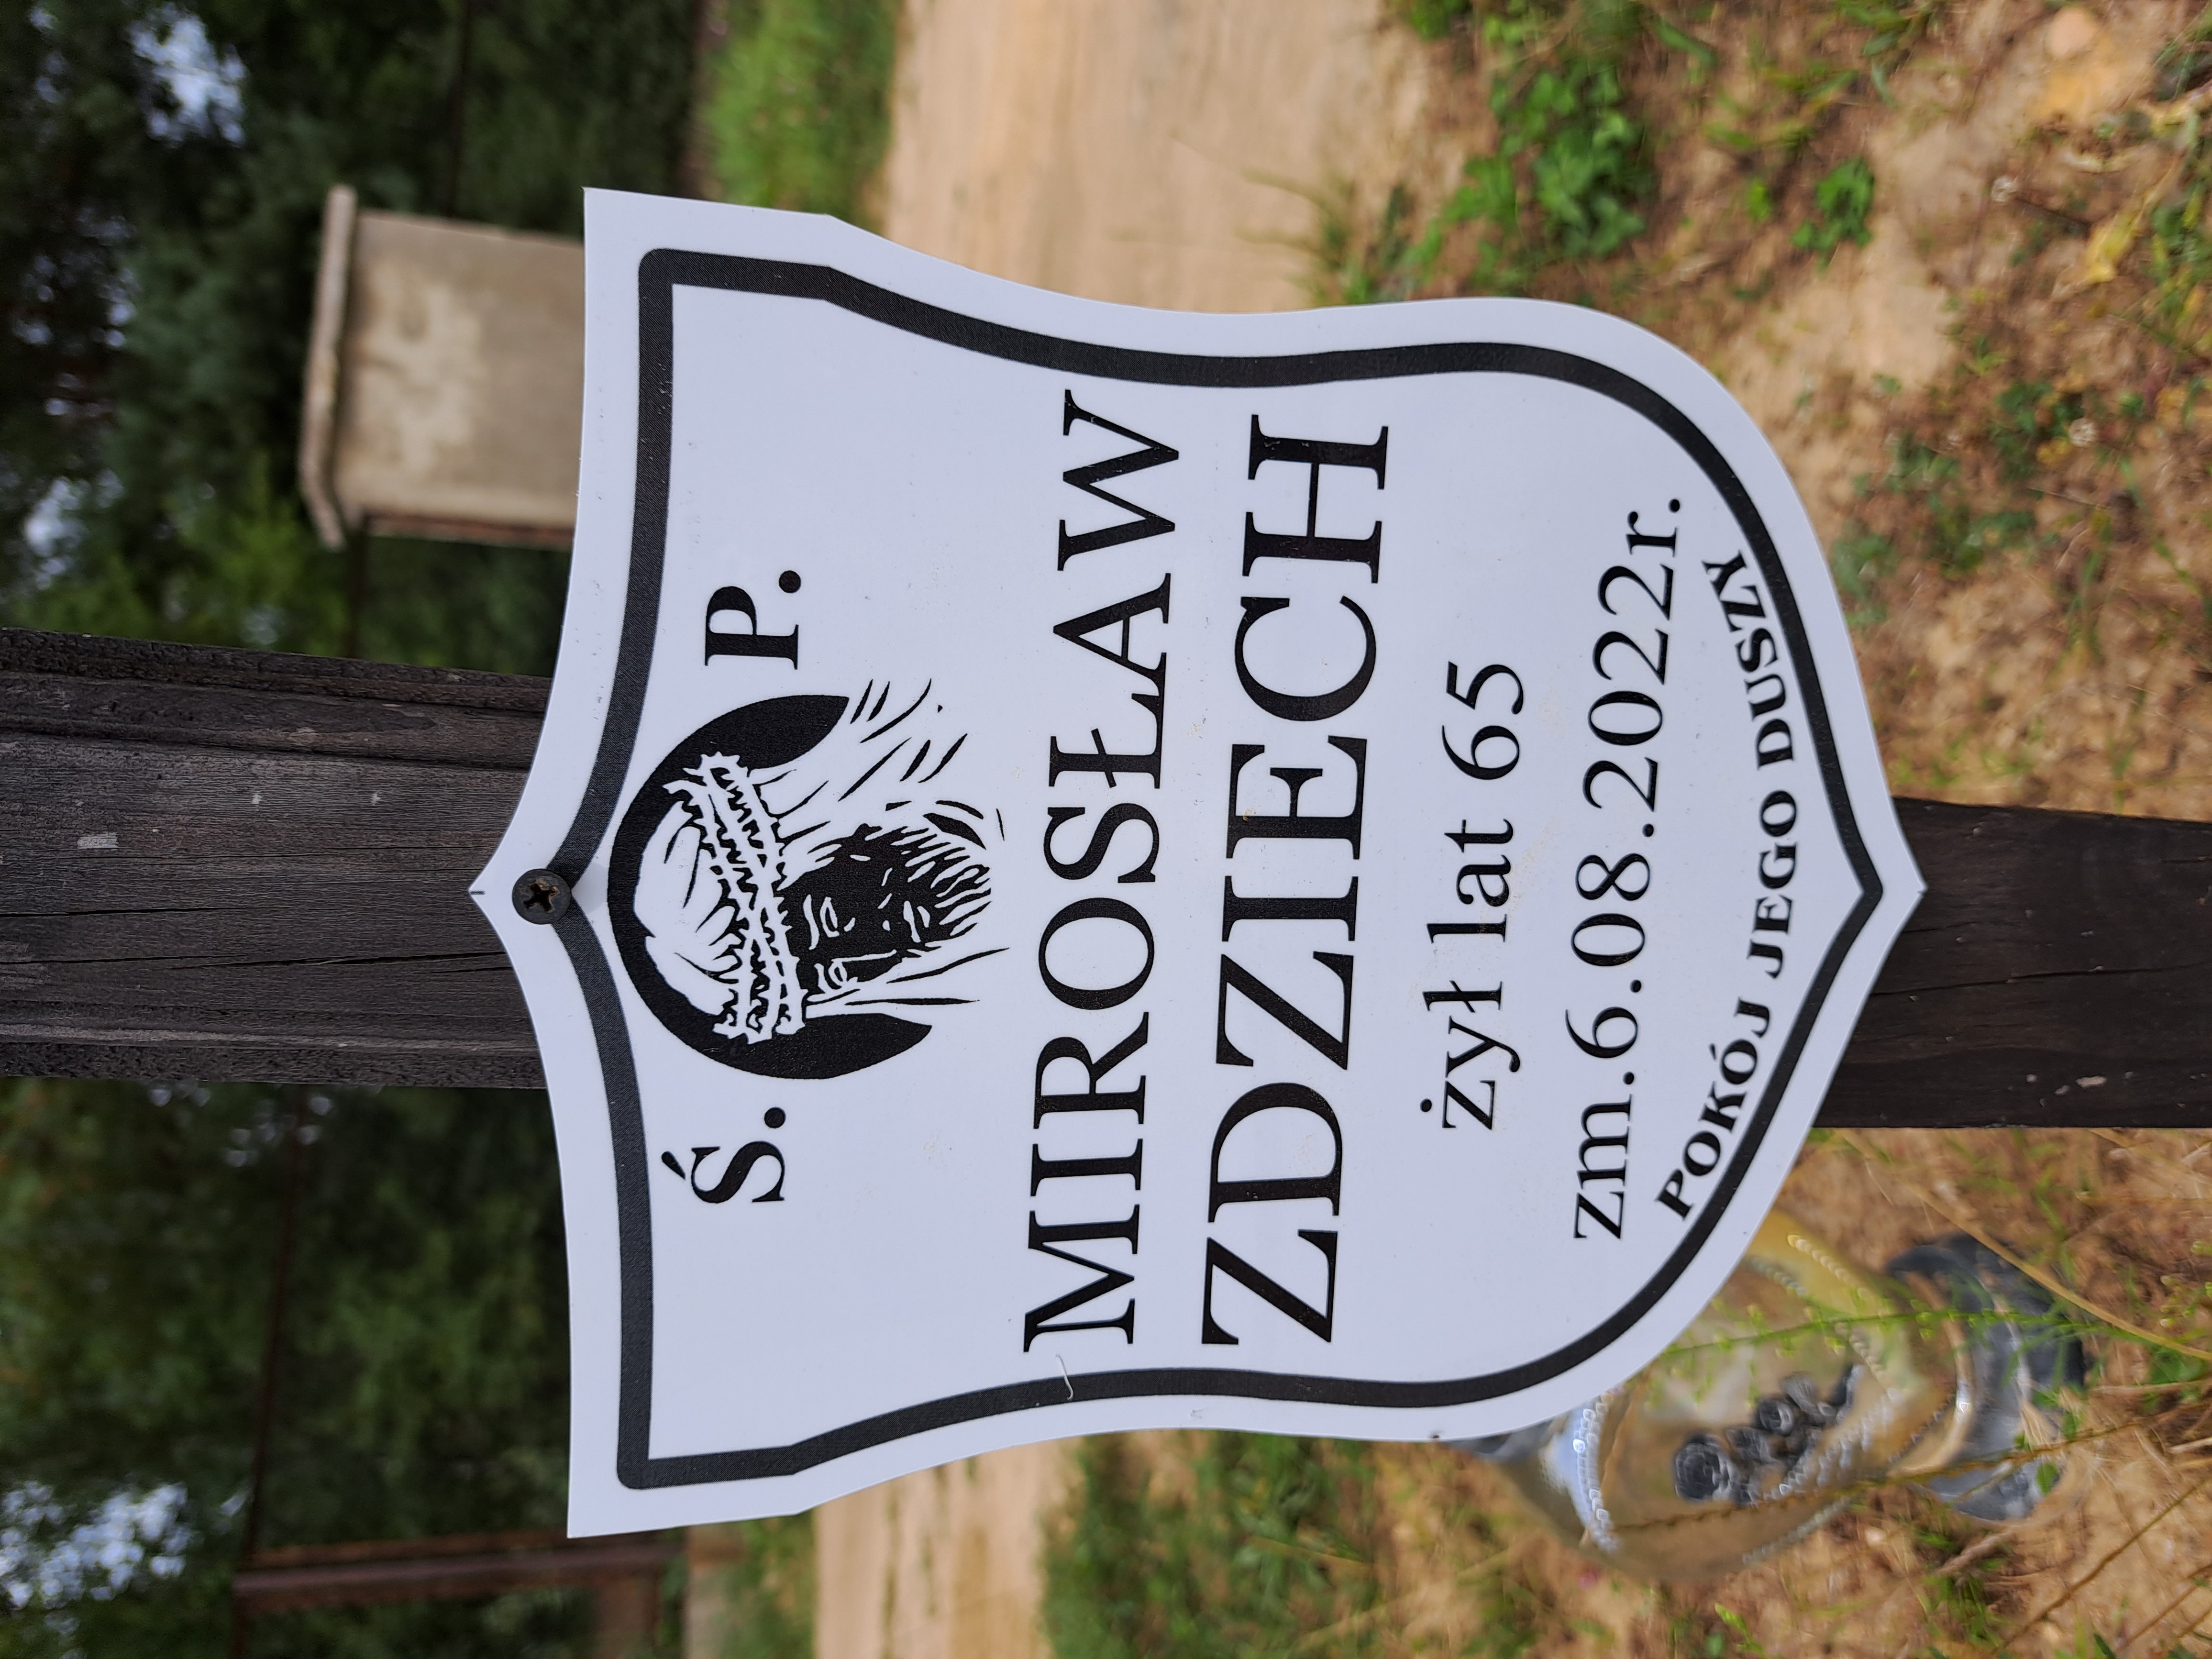 Ś. P.
MIROSŁAW
ZDZIECH
żył lat 65
zm.6.08.2022r.
POKÓJ JEGO DUSZY